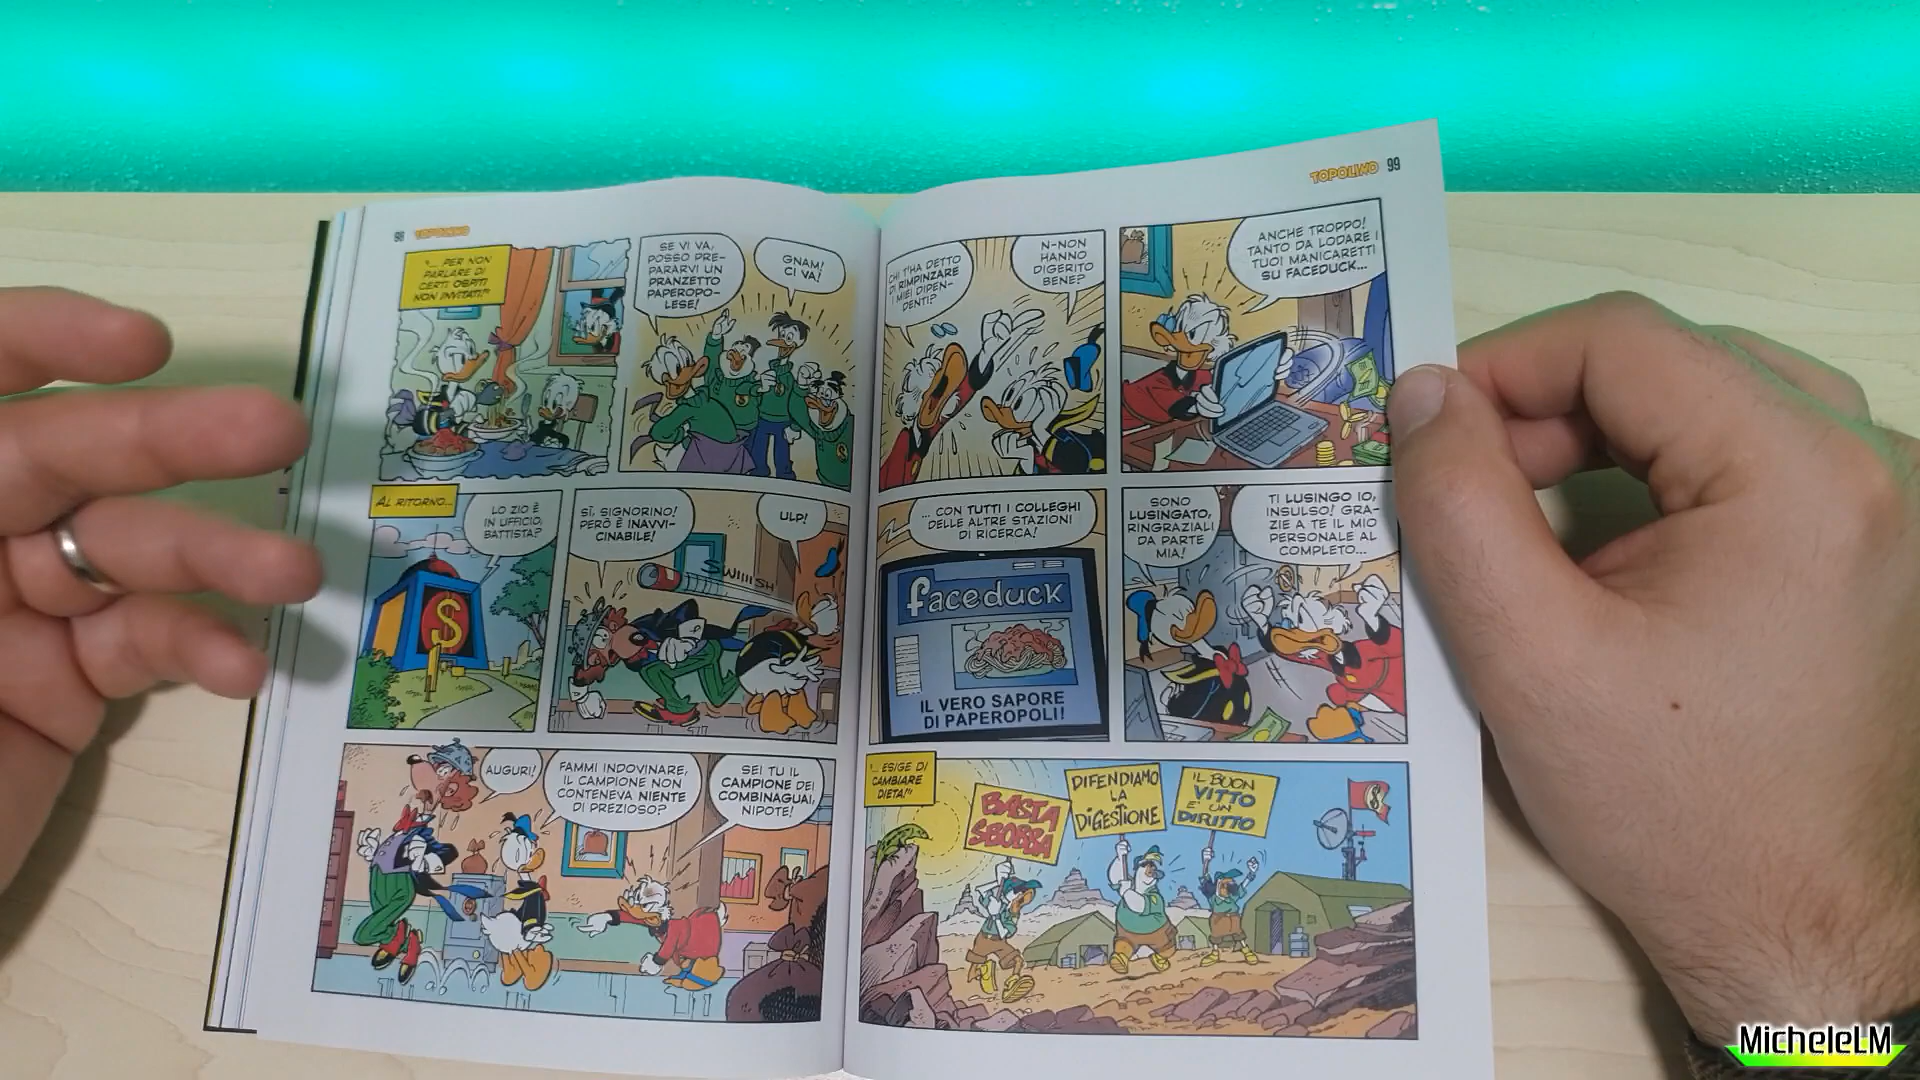 98 TOPOLINO
"... PER NON
PARLARE DI
CERTI OSPITI
NON INVITATI!"
SE VI VA,
POSSO PRE-
PARARVI UN
PRANZETTO
PAPEROPO-
LESE!
GNAM!
CI VA!
AL RITORNO...
LO ZIO È
IN UFFICIO,
BATTISTA?
$
SÌ, SIGNORINO!
PERÒ È INAVVI-
CINABILE!
SWIIIISH
ULP!
AUGURI!
FAMMI INDOVINARE,
IL CAMPIONE NON
CONTENEVA NIENTE
DI PREZIOSO?
SEI TU IL
CAMPIONE DEI
COMBINAGUAI,
NIPOTE!
TOPOLINO 99
CHI T'HA DETTO
DI RIMPINZARE
I MIEI DIPEN-
DENTI?
N-NON
HANNO
DIGERITO
BENE?
ANCHE TROPPO!
TANTO DA LODARE I
TUOI MANICARETTI
SU FACEDUCK...
... CON TUTTI I COLLEGHI
DELLE ALTRE STAZIONI
DI RICERCA!
faceduck
IL VERO SAPORE
DI PAPEROPOLI!
SONO
LUSINGATO,
RINGRAZIALI
DA PARTE
MIA!
TI LUSINGO IO,
INSULSO! GRA-
ZIE A TE IL MIO
PERSONALE AL
COMPLETO...
"... ESIGE DI
CAMBIARE
DIETA!"
BASTA
SBOBBA
DIFENDIAMO
LA
DIGESTIONE
IL BUON
VITTO
E' UN
DIRITTO
$
MicheleLM